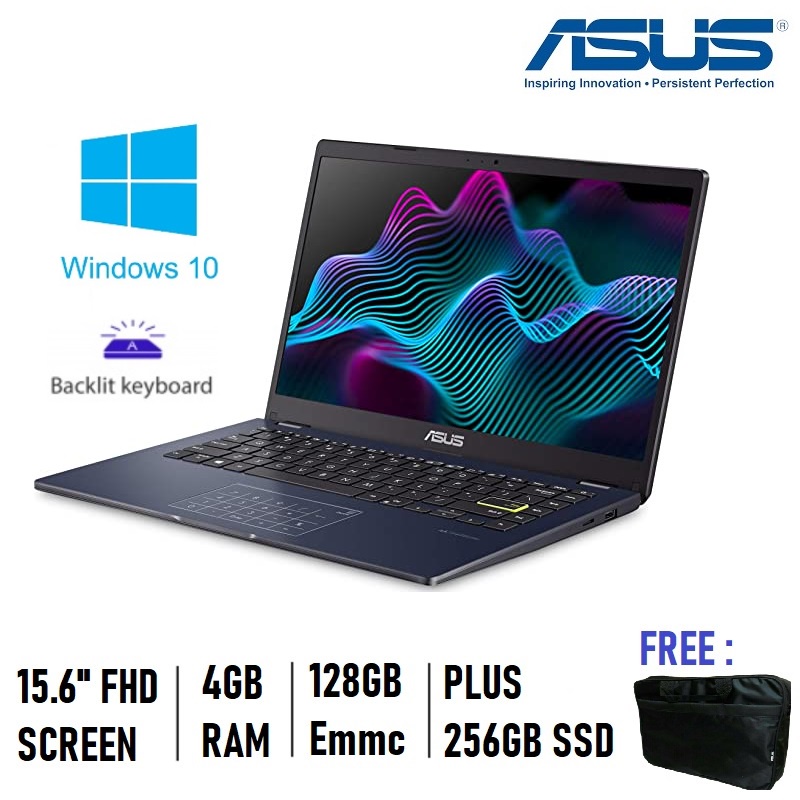 ASUS®
Inspiring Innovation • Persistent Perfection
Windows 10
A
Backlit keyboard
ASUS
15.6" FHD
SCREEN
4GB
RAM
128GB
Emmc
PLUS
256GB SSD
FREE :